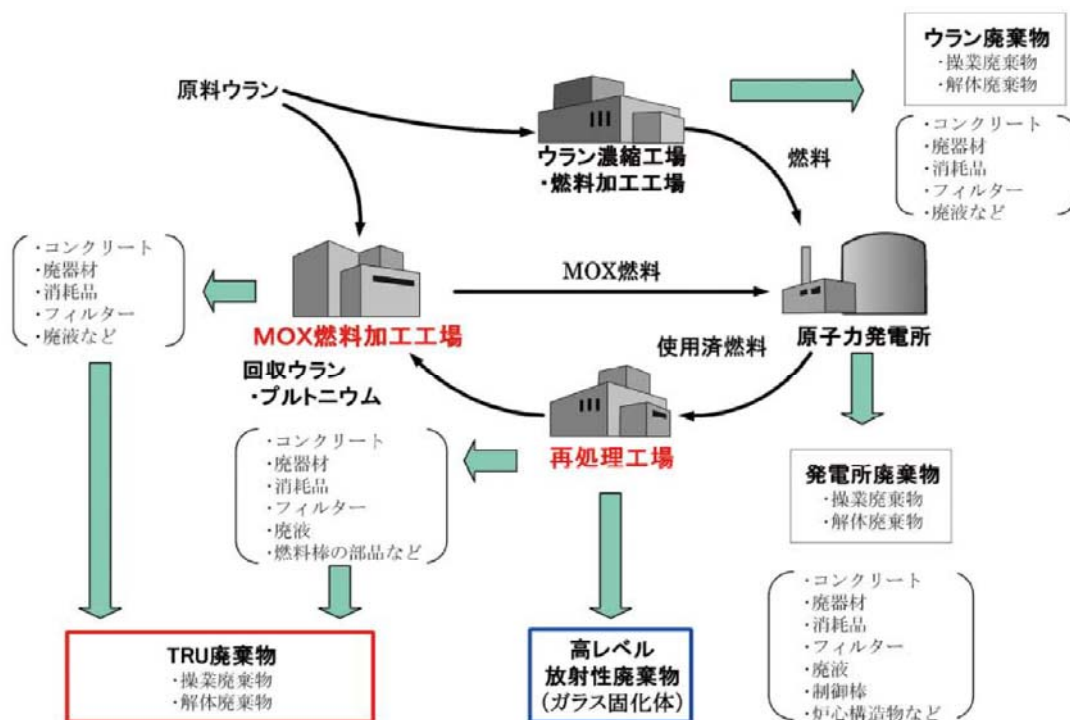 原料ウラン
ウラン濃縮工場
・燃料加工工場
ウラン廃棄物
・操業廃棄物
・解体廃棄物
・コンクリート
・廃器材
・消耗品
・フィルター
・廃液など
燃料
・コンクリート
・廃器材
・消耗品
・フィルター
・廃液など
MOX燃料加工工場
MOX燃料
原子力発電所
使用済燃料
回収ウラン
・プルトニウム
再処理工場
・コンクリート
・廃器材
・消耗品
・フィルター
・廃液
・燃料棒の部品など
発電所廃棄物
・操業廃棄物
・解体廃棄物
・コンクリート
・廃器材
・消耗品
・フィルター
・廃液
・制御棒
・炉心構造物など
TRU廃棄物
・操業廃棄物
・解体廃棄物
高レベル
放射性廃棄物
(ガラス固化体)